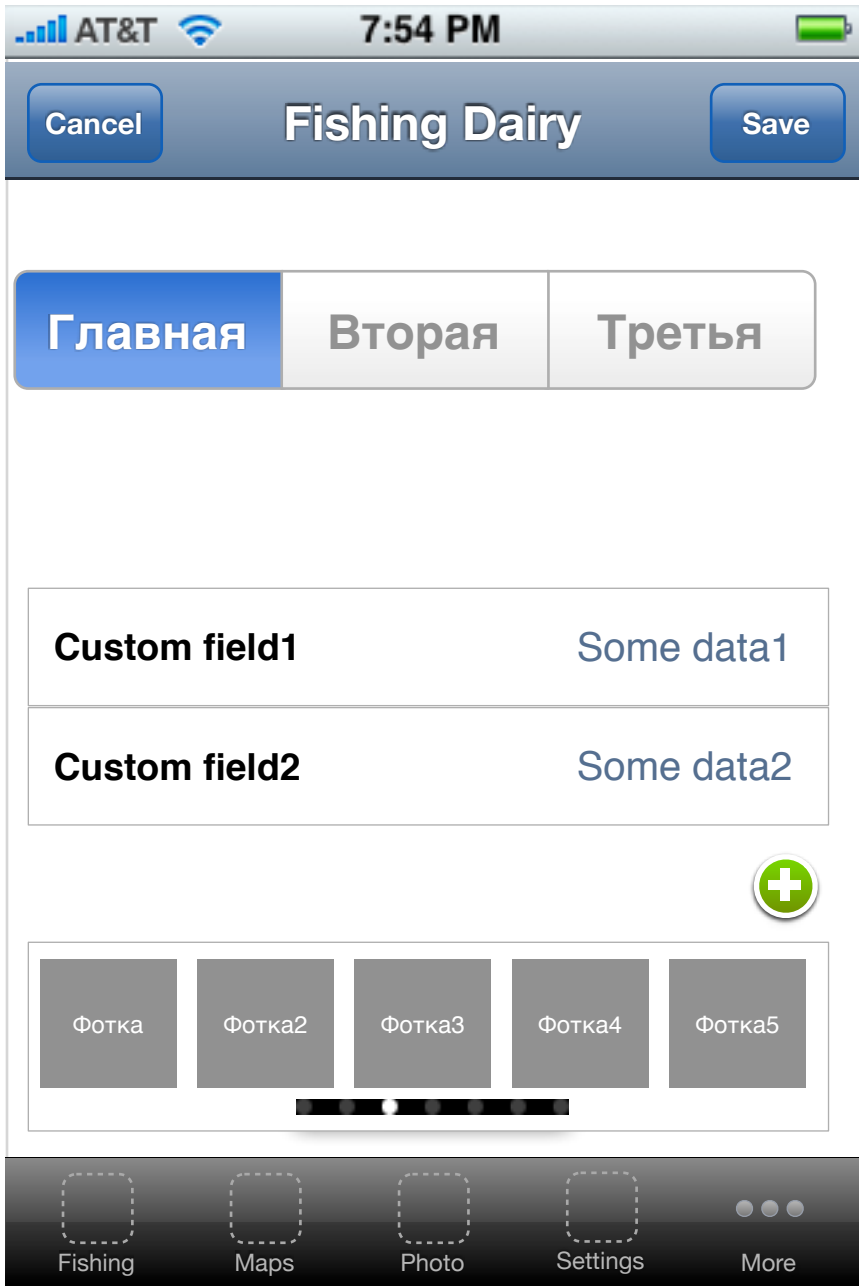 AT&T 7:54 PM
Cancel Fishing Dairy Save
Главная Вторая Третья
Custom field1 Some data1
Custom field2 Some data2
Фотка Фотка2 Фотка3 Фотка4 Фотка5
Fishing Maps Photo Settings More